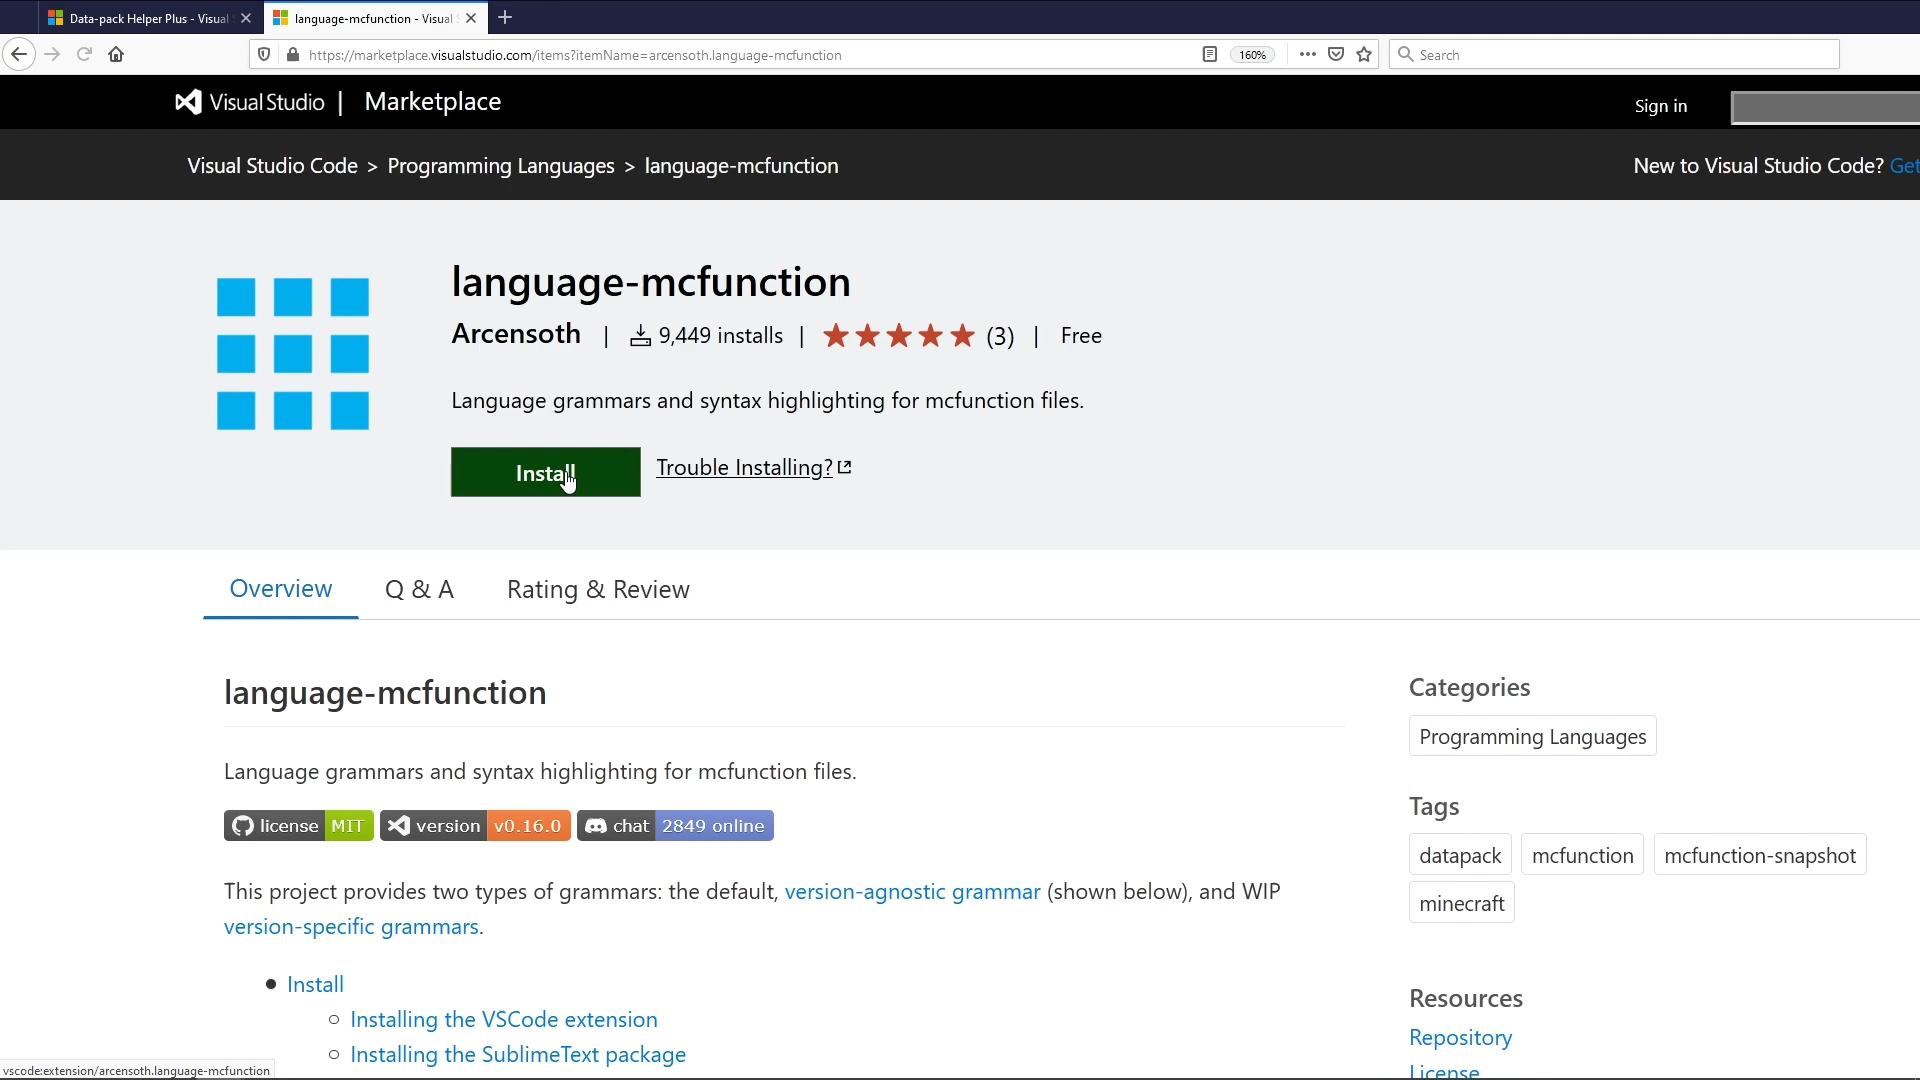 Data-pack Helper Plus - Visual
language-mcfunction - Visual
https://marketplace.visualstudio.com/items?itemName=arcensoth.language-mcfunction
160%
Search
Visual Studio | Marketplace
Sign in
Visual Studio Code > Programming Languages > language-mcfunction
New to Visual Studio Code? Get
language-mcfunction
Arcensoth | 9,449 installs | (3) | Free
Language grammars and syntax highlighting for mcfunction files.
Install
Trouble Installing?
Overview
Q & A
Rating & Review
language-mcfunction
Language grammars and syntax highlighting for mcfunction files.
license MIT version v0.16.0 chat 2849 online
This project provides two types of grammars: the default, version-agnostic grammar (shown below), and WIP
version-specific grammars.
Install
Installing the VSCode extension
Installing the SublimeText package
Categories
Programming Languages
Tags
datapack
mcfunction
mcfunction-snapshot
minecraft
Resources
Repository
License
vscode:extension/arcensoth.language-mcfunction